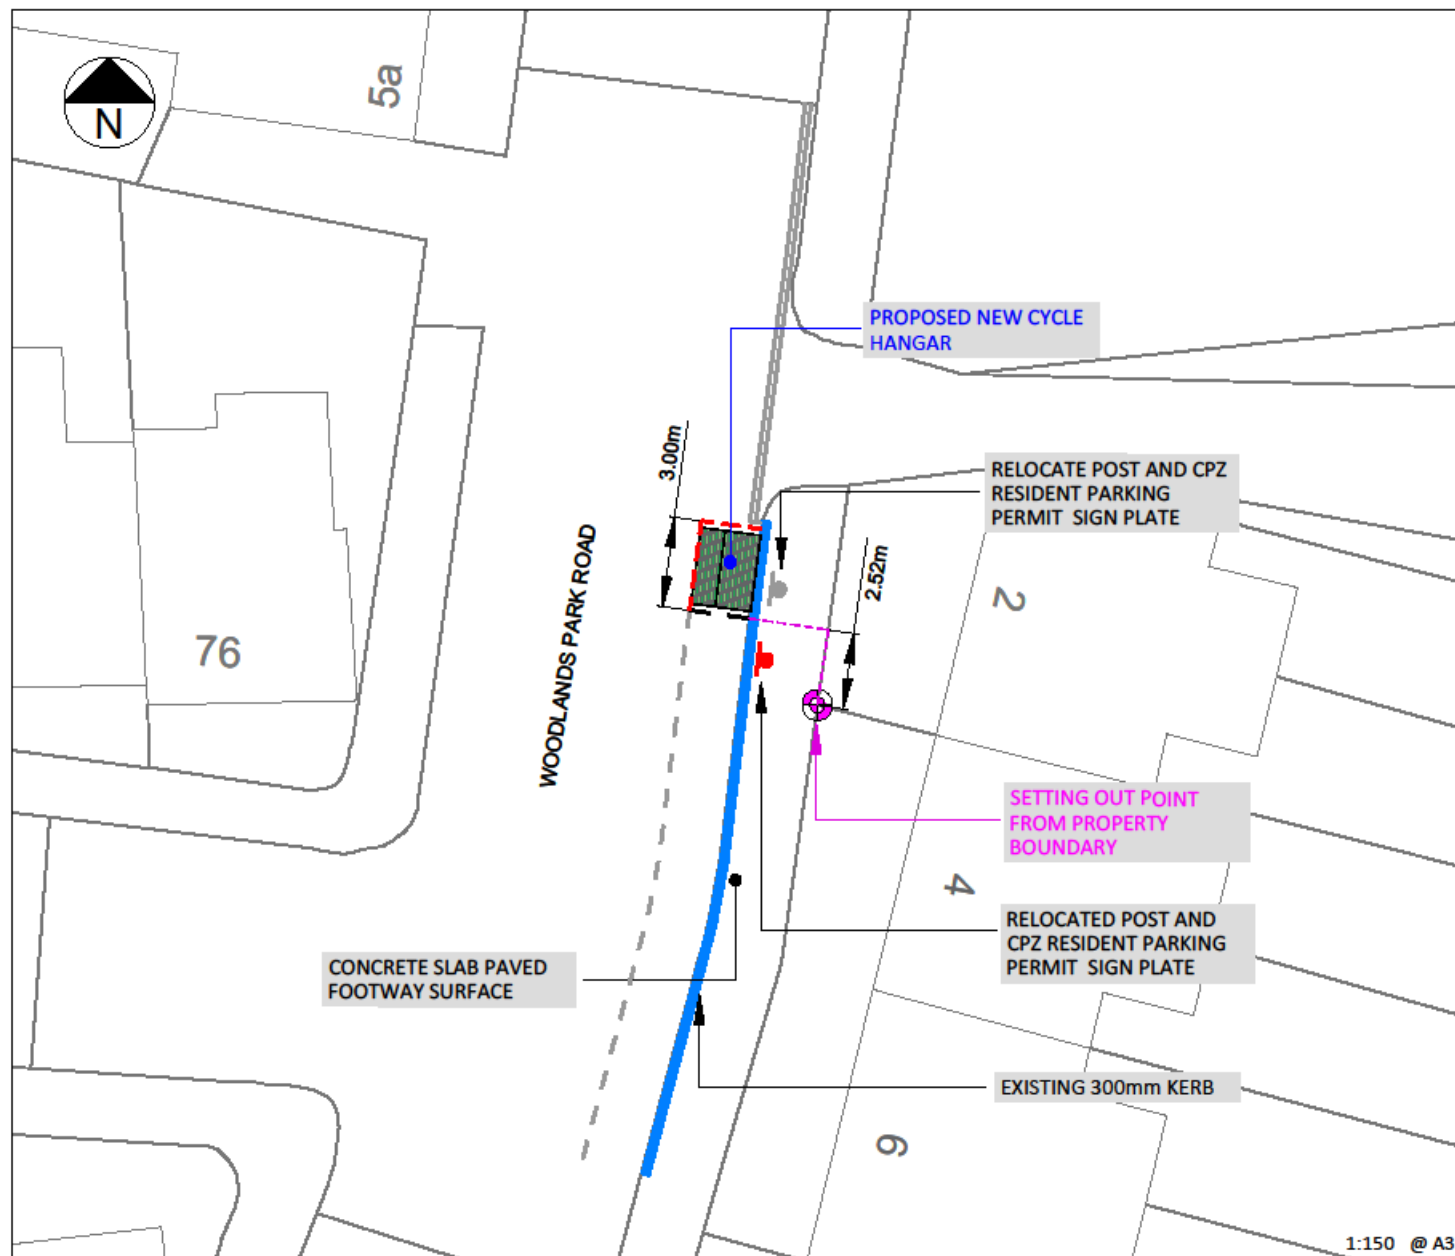 5a
N
PROPOSED NEW CYCLE
HANGAR
3.00m
RELOCATE POST AND CPZ
RESIDENT PARKING
PERMIT SIGN PLATE
WOODLANDS PARK ROAD
2.52m
2
76
SETTING OUT POINT
FROM PROPERTY
BOUNDARY
4
RELOCATED POST AND
CPZ RESIDENT PARKING
PERMIT SIGN PLATE
CONCRETE SLAB PAVED
FOOTWAY SURFACE
EXISTING 300mm KERB
6
1:150 @ A3